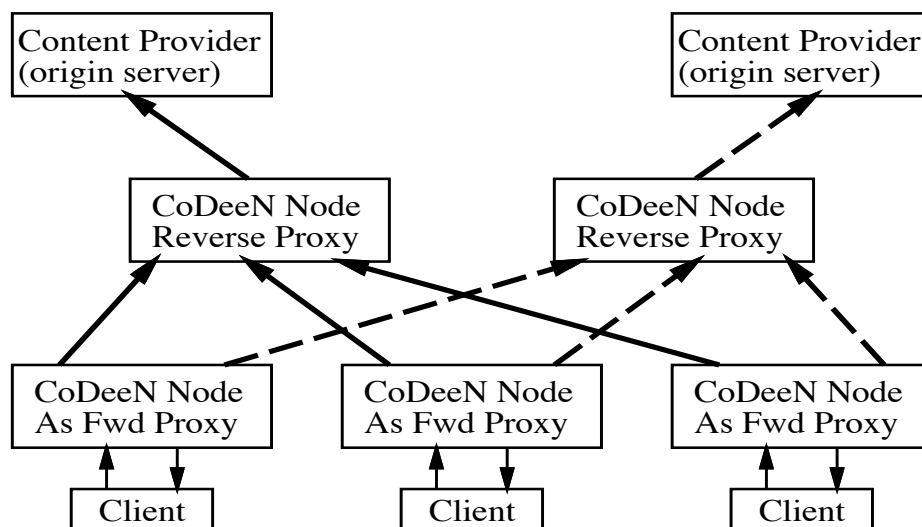 Content Provider
(origin server)
Content Provider
(origin server)
CoDeeN Node
Reverse Proxy
CoDeeN Node
Reverse Proxy
CoDeeN Node
As Fwd Proxy
CoDeeN Node
As Fwd Proxy
CoDeeN Node
As Fwd Proxy
Client
Client
Client